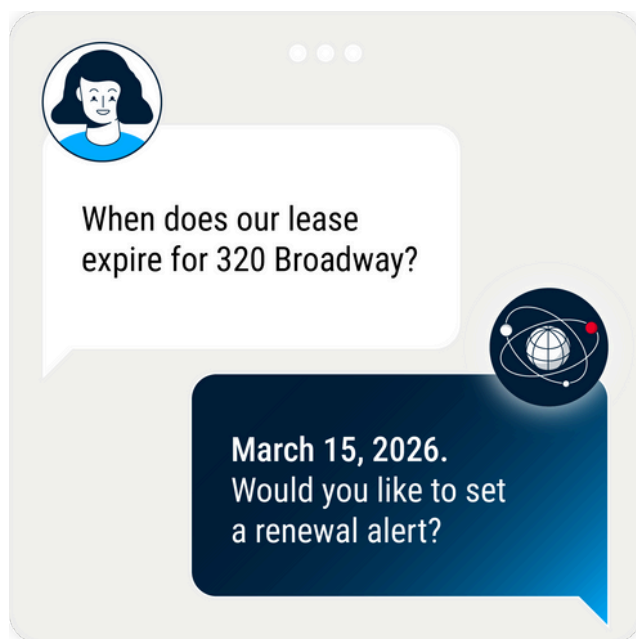 When does our lease
expire for 320 Broadway?
March 15, 2026.
Would you like to set
a renewal alert?